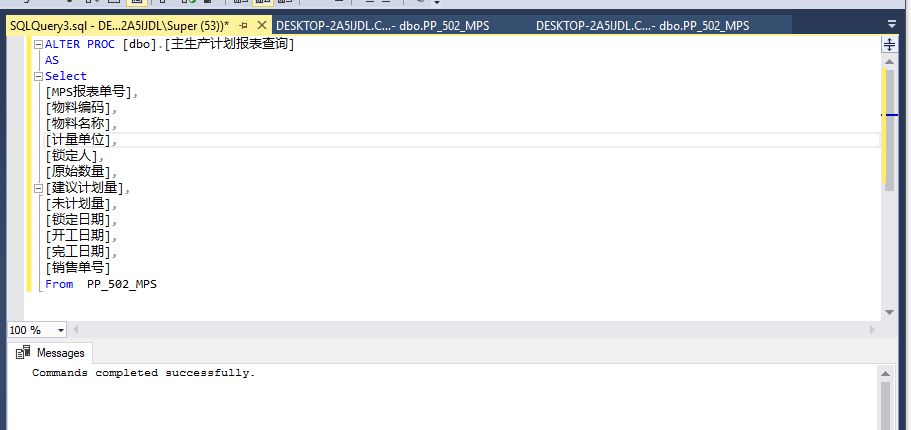 SQLQuery3.sql - DE...2A5IJDL\Super (53))* DESKTOP-2A5IJDL.C...- dbo.PP_502_MPS DESKTOP-2A5IJDL.C...- dbo.PP_502_MPS
ALTER PROC [dbo].[主生产计划报表查询]
AS
Select
[MPS报表单号],
[物料编码],
[物料名称],
[计量单位],
[锁定人],
[原始数量],
[建议计划量],
[未计划量],
[锁定日期],
[开工日期],
[完工日期],
[销售单号]
From  PP_502_MPS
100 %
Messages
Commands completed successfully.